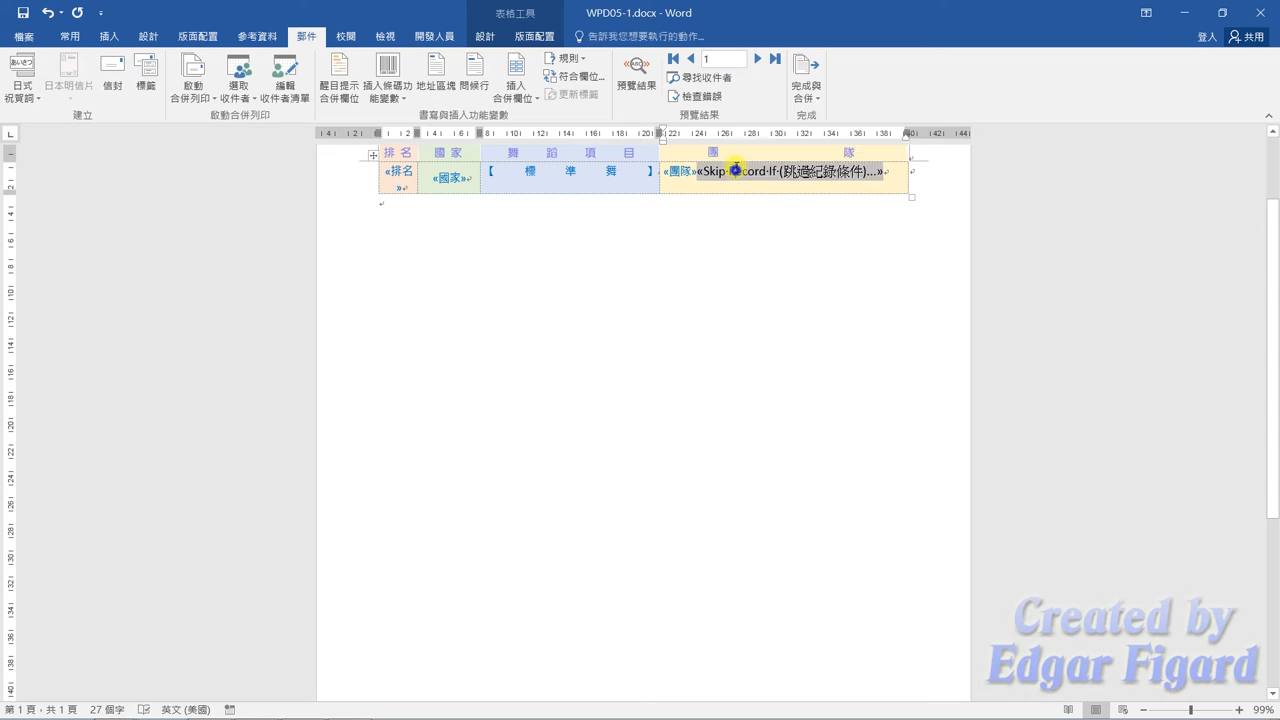 表格工具
WPD05-1.docx - Word
檔案 常用 插入 版面配置 參考資料 郵件 校閱 檢視 開發人員 設計 版面配置 告訴我您想要執行的動作... 登入 共用
あいさつ
日式
祝賀詞
日本明信片
信封
標籤
建立
啟動
合併列印
選取
收件者
編輯
收件者清單
啟動合併列印
醒目提示
合併欄位
插入條碼功
能變數
地址區塊
問候行
插入
合併欄位
規則
符合欄位...
更新標籤
書寫與插入功能變數
ABC
預覽結果
1
尋找收件者
檢查錯誤
預覽結果
完成與
合併
完成
排 名 國 家 舞 蹈 項 目 團 隊
«排名
»
«國家»
【 標 準 舞 】
«團隊»«Skip Record If (跳過紀錄條件)...»
Created by
Edgar Figard
第 1 頁，共 1 頁 27 個字 英文 (美國) 99%